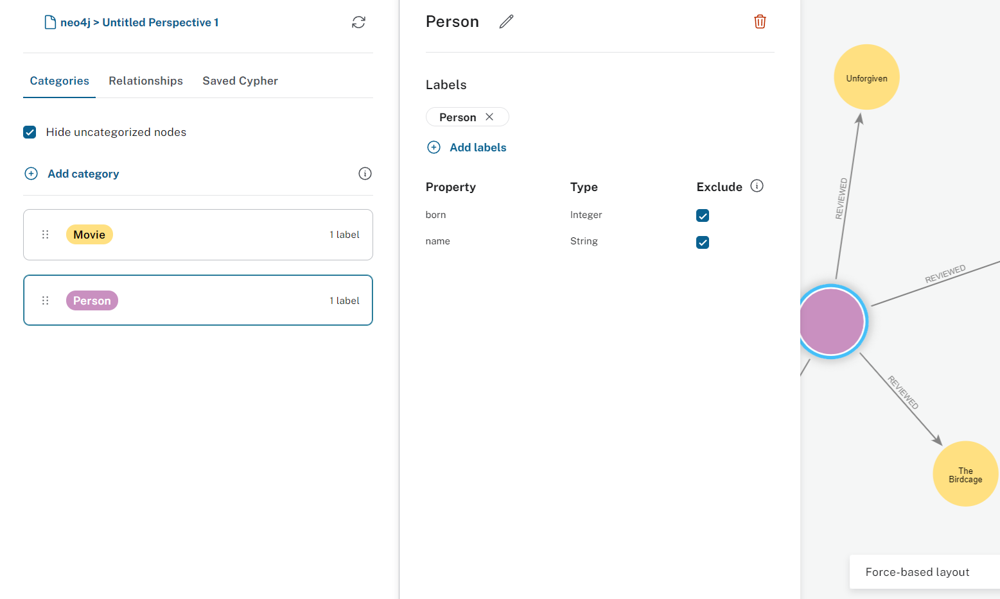 neo4j > Untitled Perspective 1
Categories Relationships Saved Cypher
Hide uncategorized nodes
Add category
Movie 1 label
Person 1 label
Person
Labels
Person
Add labels
Property Type Exclude
born Integer
name String
Unforgiven
REVIEWED
REVIEWED
REVIEWED
The
Birdcage
Force-based layout